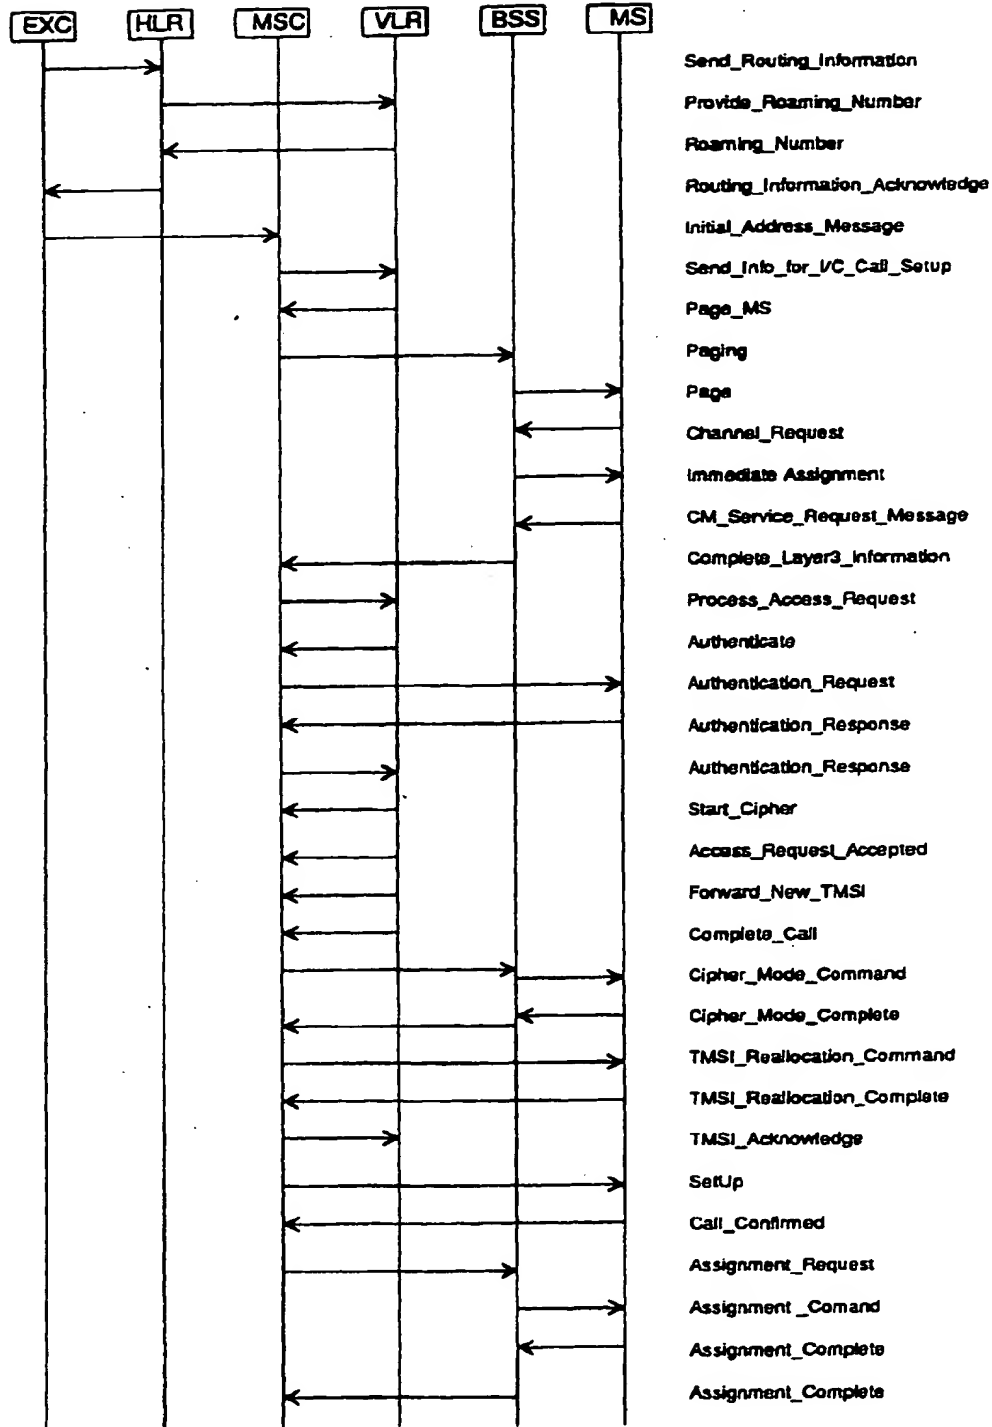 EXC HLR MSC VLR BSS MS
Send_Routing_Information
Provide_Roaming_Number
Roaming_Number
Routing_Information_Acknowledge
Initial_Address_Message
Send_Info_for_I/C_Call_Setup
Page_MS
Paging
Page
Channel_Request
Immediate Assignment
CM_Service_Request_Message
Complete_Layer3_Information
Process_Access_Request
Authenticate
Authentication_Request
Authentication_Response
Authentication_Response
Start_Cipher
Access_Request_Accepted
Forward_New_TMSI
Complete_Call
Cipher_Mode_Command
Cipher_Mode_Complete
TMSI_Reallocation_Command
TMSI_Reallocation_Complete
TMSI_Acknowledge
SetUp
Call_Confirmed
Assignment_Request
Assignment _Comand
Assignment_Complete
Assignment_Complete